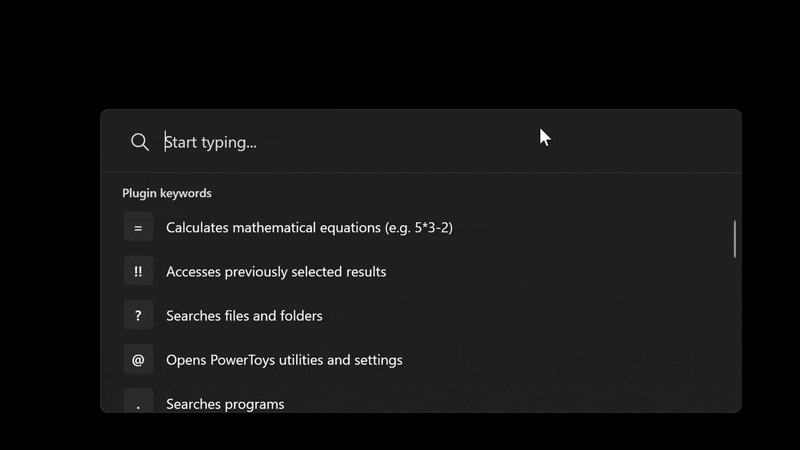 Start typing...
Plugin keywords
= Calculates mathematical equations (e.g. 5*3-2)
!! Accesses previously selected results
? Searches files and folders
@ Opens PowerToys utilities and settings
. Searches programs